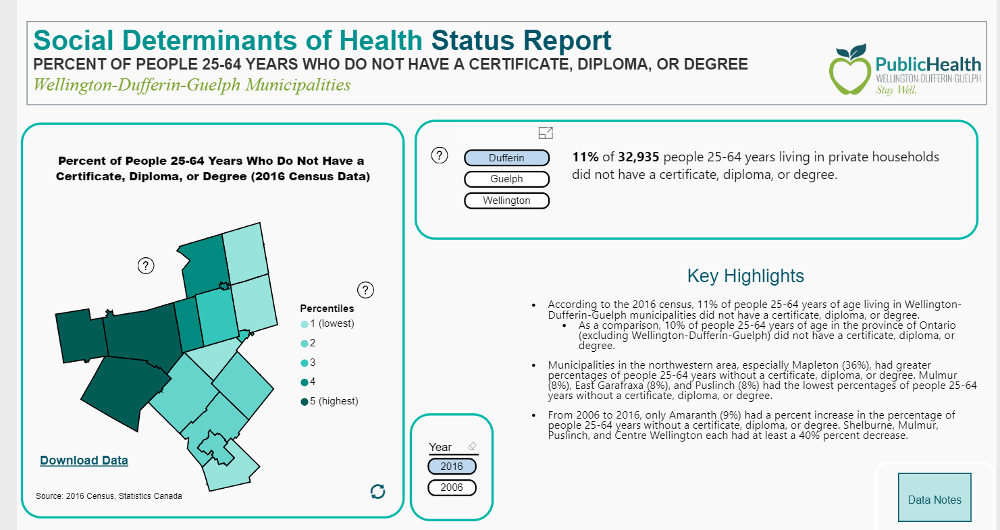 Social Determinants of Health Status Report
PERCENT OF PEOPLE 25-64 YEARS WHO DO NOT HAVE A CERTIFICATE, DIPLOMA, OR DEGREE
Wellington-Dufferin-Guelph Municipalities
PublicHealth
WELLINGTON-DUFFERIN-GUELPH
Stay Well.
Percent of People 25-64 Years Who Do Not Have a
Certificate, Diploma, or Degree (2016 Census Data)
?
?
Percentiles
1 (lowest)
2
3
4
5 (highest)
Download Data
Source: 2016 Census, Statistics Canada
?
Dufferin
Guelph
Wellington
11% of 32,935 people 25-64 years living in private households
did not have a certificate, diploma, or degree.
Key Highlights
• According to the 2016 census, 11% of people 25-64 years of age living in Wellington-
Dufferin-Guelph municipalities did not have a certificate, diploma, or degree.
• As a comparison, 10% of people 25-64 years of age in the province of Ontario
(excluding Wellington-Dufferin-Guelph) did not have a certificate, diploma, or
degree.
• Municipalities in the northwestern area, especially Mapleton (36%), had greater
percentages of people 25-64 years without a certificate, diploma, or degree. Mulmur
(8%), East Garafraxa (8%), and Puslinch (8%) had the lowest percentages of people 25-64
years without a certificate, diploma, or degree.
• From 2006 to 2016, only Amaranth (9%) had a percent increase in the percentage of
people 25-64 years without a certificate, diploma, or degree. Shelburne, Mulmur,
Puslinch, and Centre Wellington each had at least a 40% percent decrease.
Year
2016
2006
Data Notes